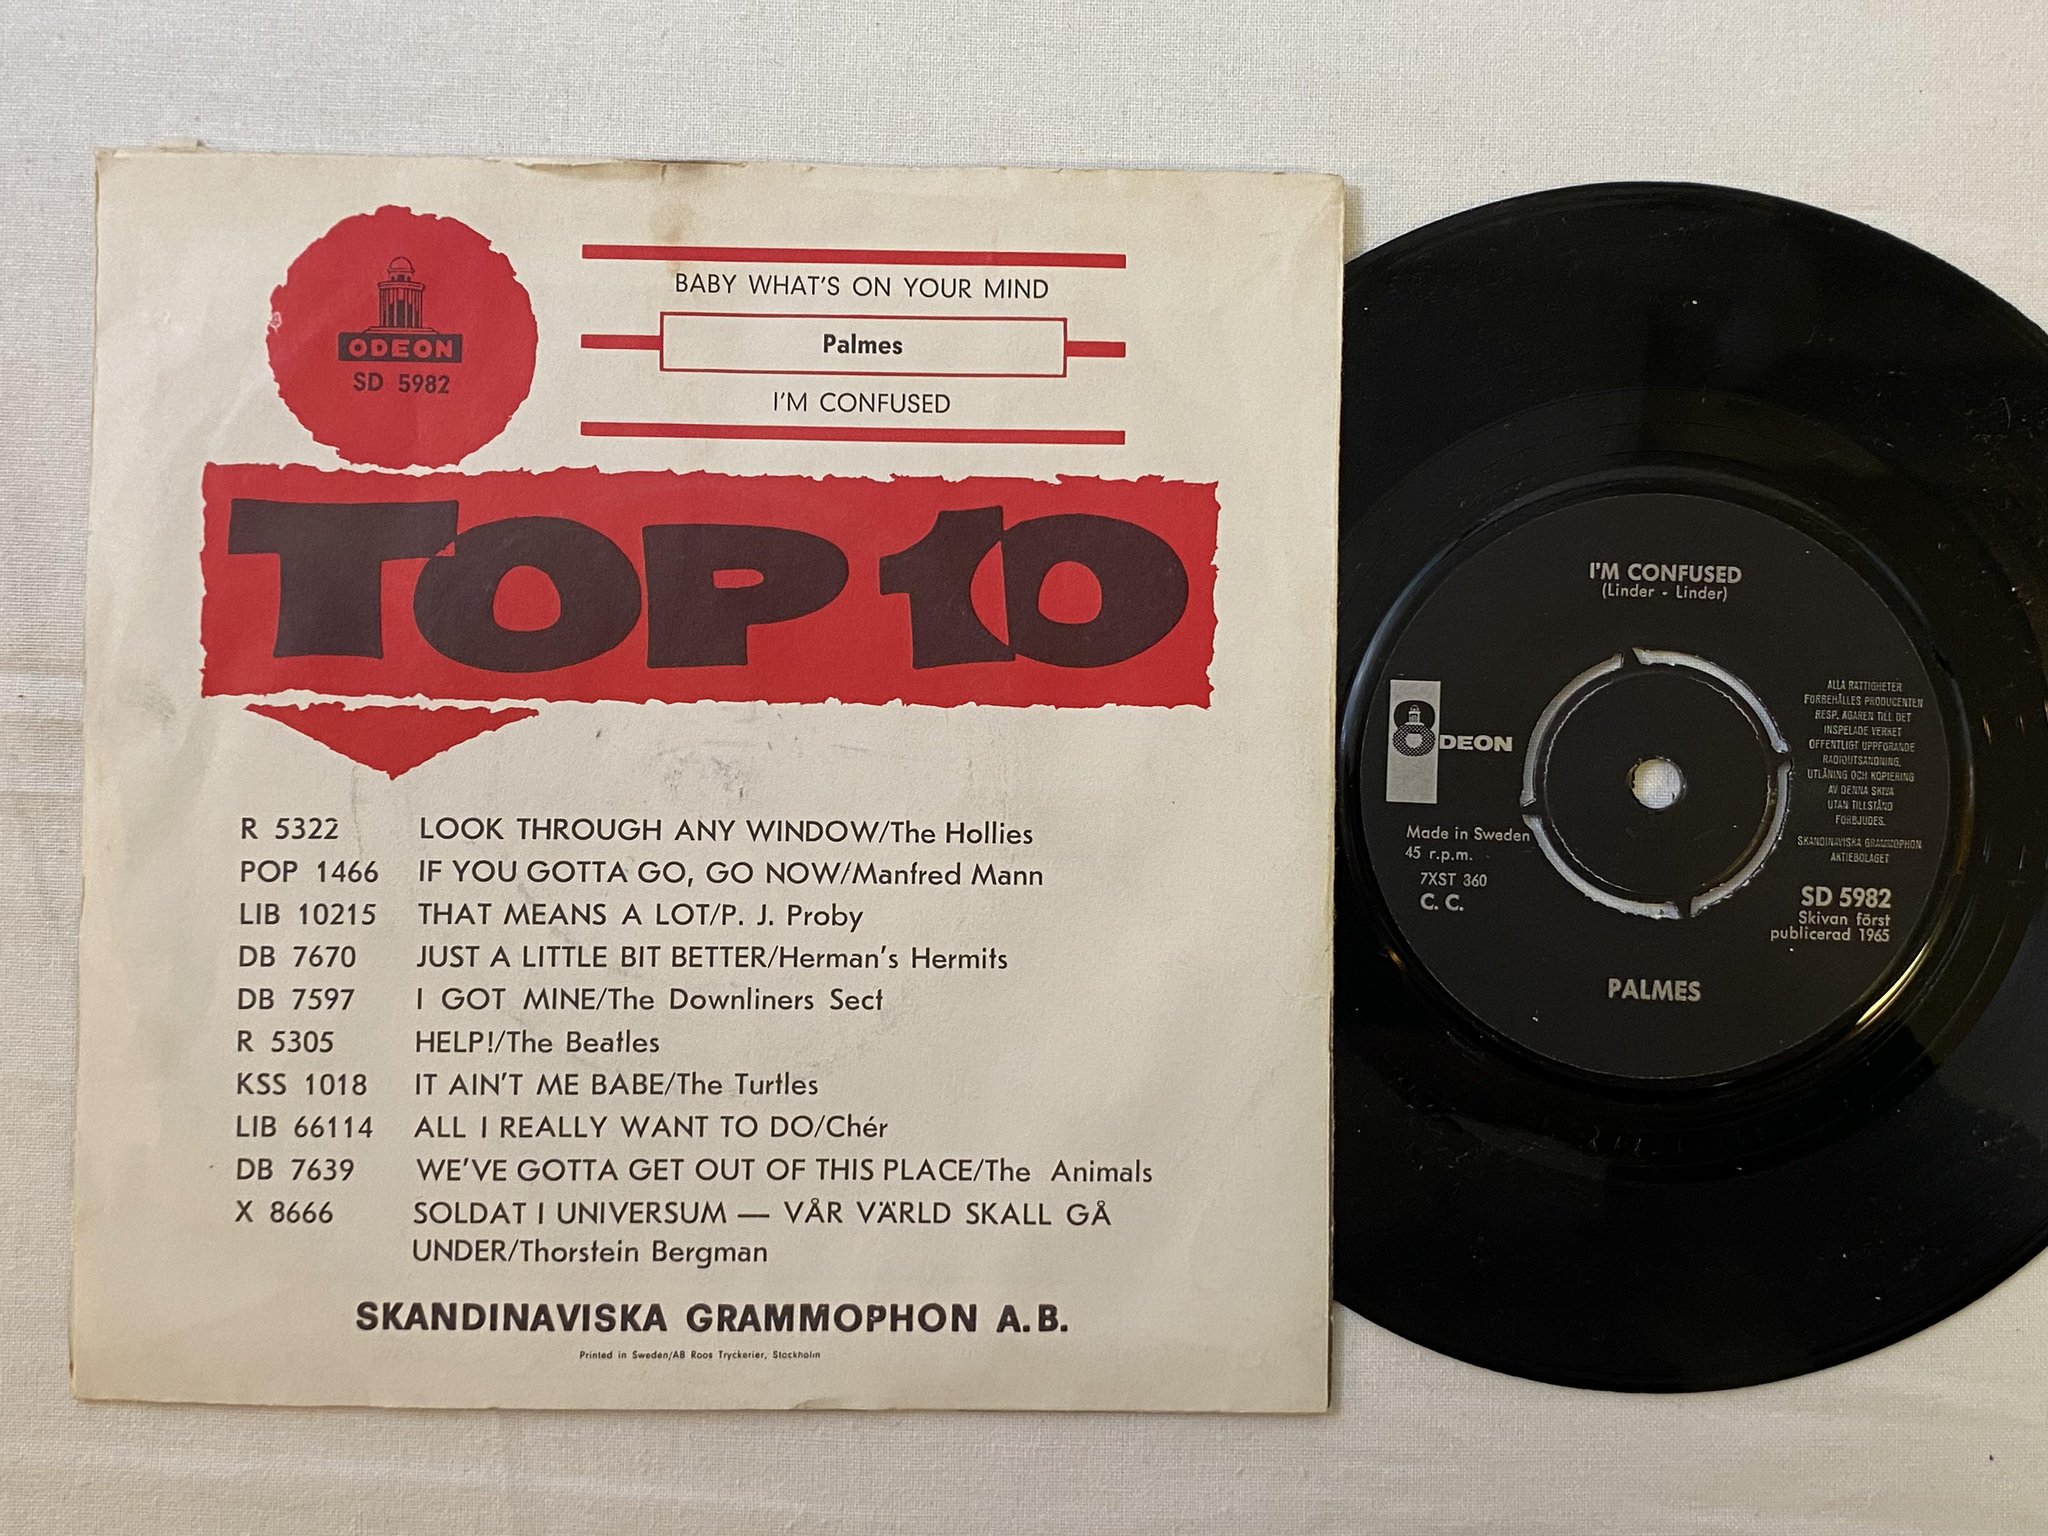 ODEON
SD 5982
BABY WHAT'S ON YOUR MIND
Palmes
I'M CONFUSED
TOP 10
R 5322 LOOK THROUGH ANY WINDOW/The Hollies
POP 1466 IF YOU GOTTA GO, GO NOW/Manfred Mann
LIB 10215 THAT MEANS A LOT/P. J. Proby
DB 7670 JUST A LITTLE BIT BETTER/Herman's Hermits
DB 7597 I GOT MINE/The Downliners Sect
R 5305 HELP!/The Beatles
KSS 1018 IT AIN'T ME BABE/The Turtles
LIB 66114 ALL I REALLY WANT TO DO/Chér
DB 7639 WE'VE GOTTA GET OUT OF THIS PLACE/The Animals
X 8666 SOLDAT I UNIVERSUM — VÅR VÄRLD SKALL GÅ
UNDER/Thorstein Bergman
SKANDINAVISKA GRAMMOPHON A.B.
Printed in Sweden/AB Roos Tryckerier, Stockholm
I'M CONFUSED
(Linder - Linder)
ODEON
Made in Sweden
45 r.p.m.
7XST 360
C. C.
ALLA RÄTTIGHETER
FÖRBEHÅLLES PRODUCENTEN
RESP. ÄGAREN TILL DET
INSPELADE VERKET
OFFENTLIGT UPPFÖRANDE
RADIOUTSÄNDNING,
UTLÅNING OCH KOPIERING
AV DENNA SKIVA
UTAN TILLSTÅND
FÖRBJUDES.
SKANDINAVISKA GRAMMOPHON
AKTIEBOLAGET
SD 5982
Skivan först
publicerad 1965
PALMES